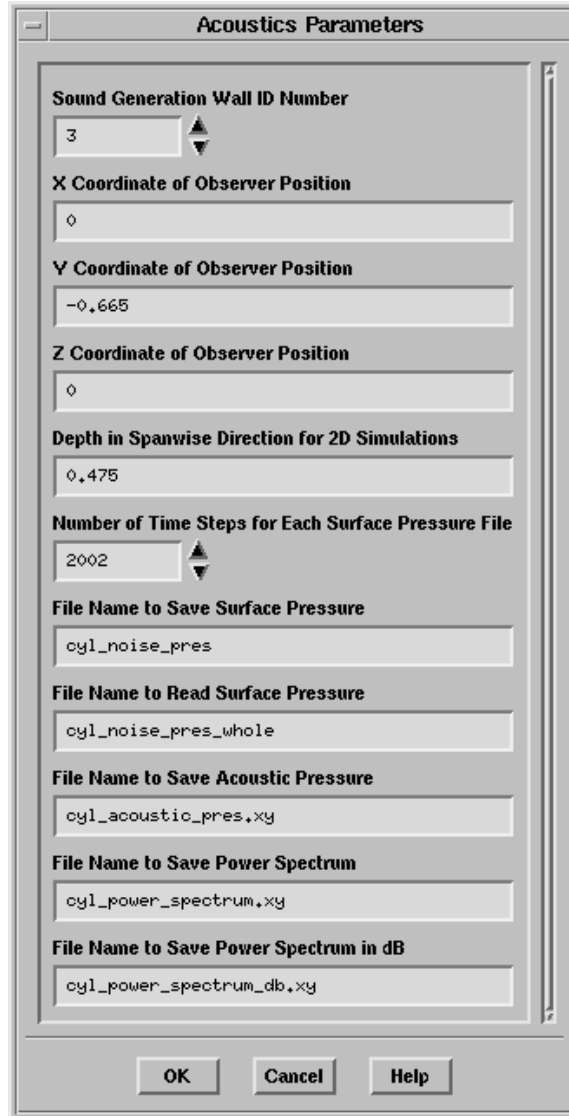 Acoustics Parameters
Sound Generation Wall ID Number
3
X Coordinate of Observer Position
0
Y Coordinate of Observer Position
-0.665
Z Coordinate of Observer Position
0
Depth in Spanwise Direction for 2D Simulations
0.475
Number of Time Steps for Each Surface Pressure File
2002
File Name to Save Surface Pressure
cyl_noise_pres
File Name to Read Surface Pressure
cyl_noise_pres_whole
File Name to Save Acoustic Pressure
cyl_acoustic_pres.xy
File Name to Save Power Spectrum
cyl_power_spectrum.xy
File Name to Save Power Spectrum in dB
cyl_power_spectrum_db.xy
OK Cancel Help